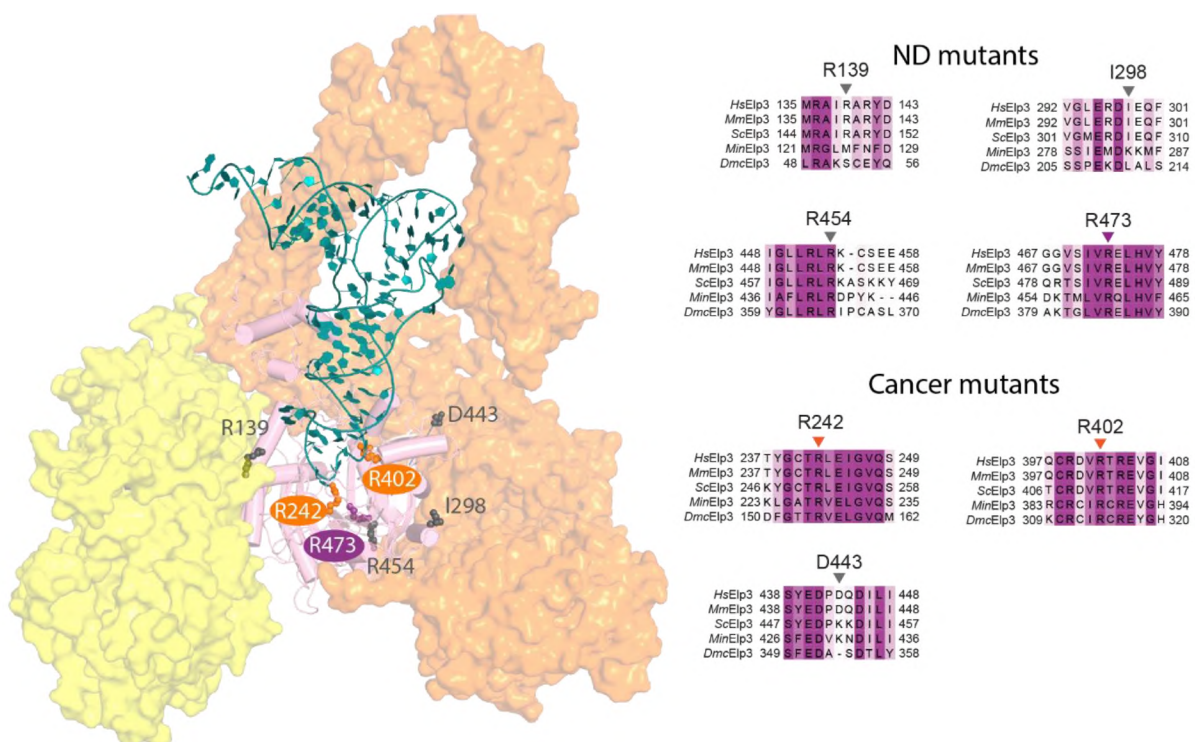 R139
D443
R402
R242
I298
R473
R454
ND mutants
R139
HsElp3 135 MRAIRARYD 143
MmElp3 135 MRAIRARYD 143
ScElp3 144 MRAIRARYD 152
MinElp3 121 MRGLMFNFD 129
DmcElp3 48 LRAKSCEYQ 56
I298
HsElp3 292 VGLERDIEQF 301
MmElp3 292 VGLERDIEQF 301
ScElp3 301 VGMERDIEQF 310
MinElp3 278 SSIEMDKKMF 287
DmcElp3 205 SSPEKDLALS 214
R454
HsElp3 448 IGLLRLRK-CSEE 458
MmElp3 448 IGLLRLRK-CSEE 458
ScElp3 457 IGLLRLRKASKKY 469
MinElp3 436 IAFLRLRDPYK-- 446
DmcElp3 359 YGLLRLRIPCASL 370
R473
HsElp3 467 GGVSIVRELHVY 478
MmElp3 467 GGVSIVRELHVY 478
ScElp3 478 QRTSIVRELHVY 489
MinElp3 454 DKTMLVRQLHVF 465
DmcElp3 379 AKTGLVRELHVY 390
Cancer mutants
R242
HsElp3 237 TYGCTRLEIGVQS 249
MmElp3 237 TYGCTRLEIGVQS 249
ScElp3 246 KYGCTRLEIGVQS 258
MinElp3 223 KLGATRVEIGVQS 235
DmcElp3 150 DFGTTRVELGVQM 162
R402
HsElp3 397 QCRDVRTREVGI 408
MmElp3 397 QCRDVRTREVGI 408
ScElp3 406 TCRDVRTREVGI 417
MinElp3 383 RCRDIRCREVGH 394
DmcElp3 309 KCRCIRCREYGH 320
D443
HsElp3 438 SYEDPDQDILI 448
MmElp3 438 SYEDPDQDILI 448
ScElp3 447 SYEDPKKDILI 457
MinElp3 426 SFEDVKNDILI 436
DmcElp3 349 SFEDA-SDTLY 358